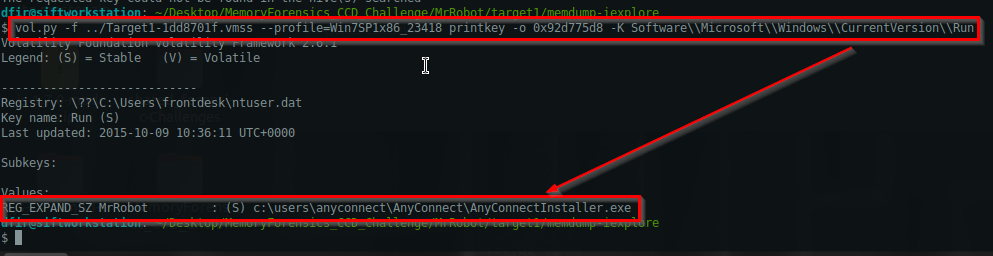 The requested key could not be found in the hive(s) searched
dfir@siftworkstation: ~/Desktop/MemoryForensics_CCD_Challenge/MrRobot/target1/memdump-iexplore
$ vol.py -f ../Target1-1dd8701f.vmss --profile=Win7SP1x86_23418 printkey -o 0x92d775d8 -K Software\\Microsoft\\Windows\\CurrentVersion\\Run
Volatility Foundation Volatility Framework 2.6.1
Legend: (S) = Stable   (V) = Volatile
----------------------------
Registry: \??\C:\Users\frontdesk\ntuser.dat
Key name: Run (S)
Last updated: 2015-10-09 10:36:11 UTC+0000
Subkeys:
Values:
REG_EXPAND_SZ MrRobot         : (S) c:\users\anyconnect\AnyConnect\AnyConnectInstaller.exe
dfir@siftworkstation: ~/Desktop/MemoryForensics_CCD_Challenge/MrRobot/target1/memdump-iexplore
$